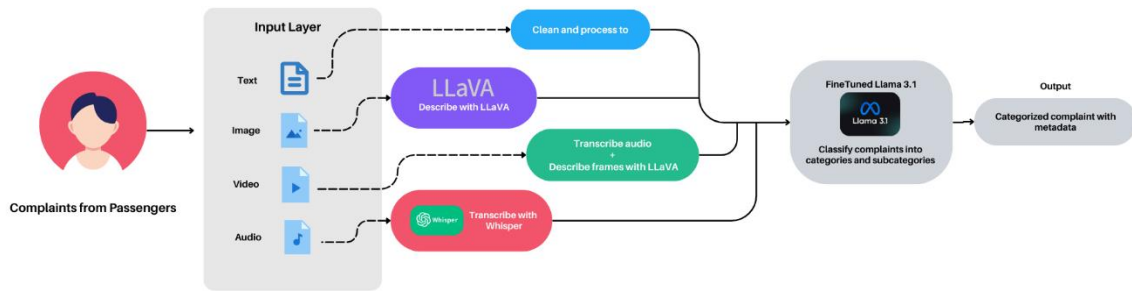 Complaints from Passengers
Input Layer
Text
Image
Video
Audio
Clean and process to
LLaVA
Describe with LLaVA
Transcribe audio
+
Describe frames with LLaVA
Whisper
Transcribe with
Whisper
FineTuned Llama 3.1
Llama 3.1
Classify complaints into
categories and subcategories
Output
Categorized complaint with
metadata